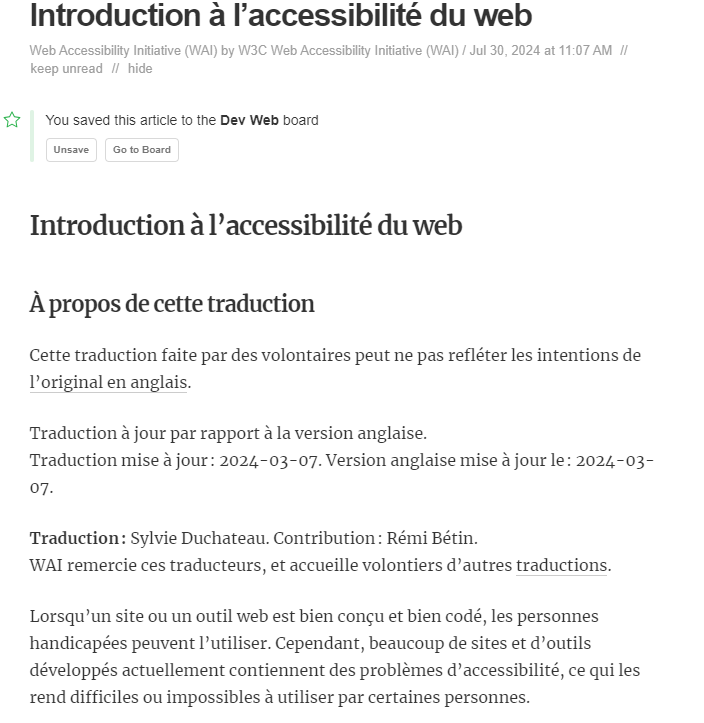 Introduction à l’accessibilité du web
Web Accessibility Initiative (WAI) by W3C Web Accessibility Initiative (WAI) / Jul 30, 2024 at 11:07 AM //
keep unread // hide
You saved this article to the Dev Web board
Unsave Go to Board
Introduction à l’accessibilité du web
À propos de cette traduction
Cette traduction faite par des volontaires peut ne pas refléter les intentions de
l’original en anglais.
Traduction à jour par rapport à la version anglaise.
Traduction mise à jour : 2024-03-07. Version anglaise mise à jour le : 2024-03-
07.
Traduction : Sylvie Duchateau. Contribution : Rémi Bétin.
WAI remercie ces traducteurs, et accueille volontiers d’autres traductions.
Lorsqu’un site ou un outil web est bien conçu et bien codé, les personnes
handicapées peuvent l’utiliser. Cependant, beaucoup de sites et d’outils
développés actuellement contiennent des problèmes d’accessibilité, ce qui les
rend difficiles ou impossibles à utiliser par certaines personnes.